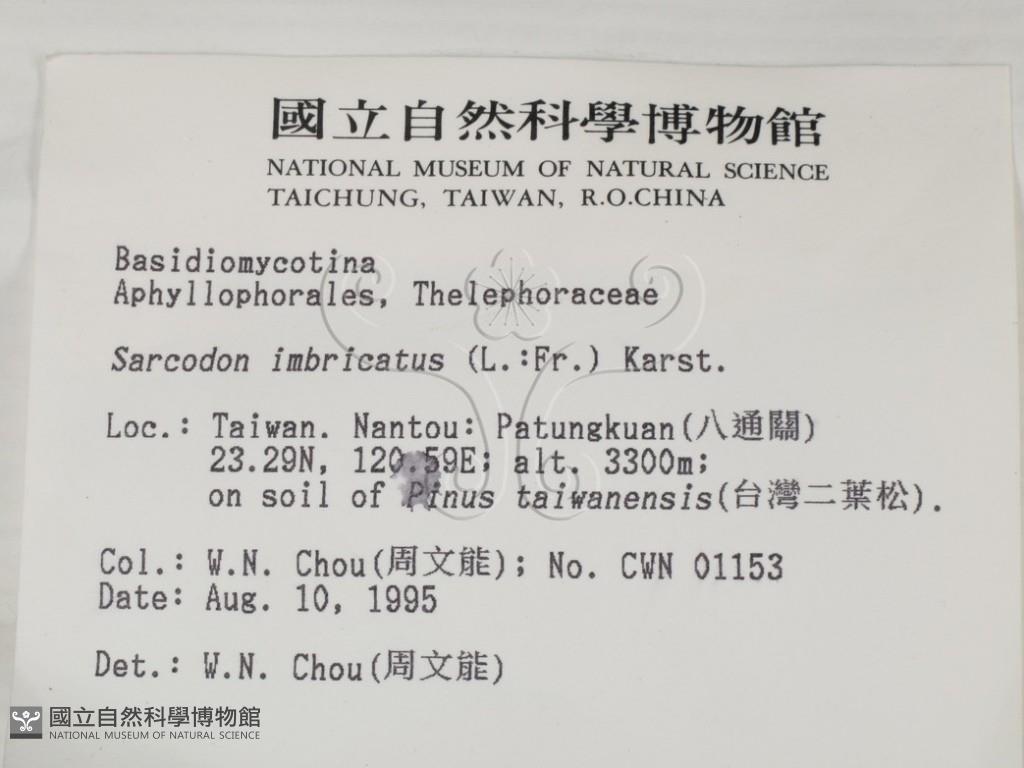 國立自然科學博物館
NATIONAL MUSEUM OF NATURAL SCIENCE
TAICHUNG, TAIWAN, R.O.CHINA
Basidiomycotina
Aphyllophorales, Thelephoraceae
Sarcodon imbricatus (L.:Fr.) Karst.
Loc.: Taiwan. Nantou: Patungkuan(八通關)
23.29N, 120.59E; alt. 3300m;
on soil of Pinus taiwanensis(台灣二葉松).
Col.: W.N. Chou(周文能); No. CWN 01153
Date: Aug. 10, 1995
Det.: W.N. Chou(周文能)
國立自然科學博物館
NATIONAL MUSEUM OF NATURAL SCIENCE